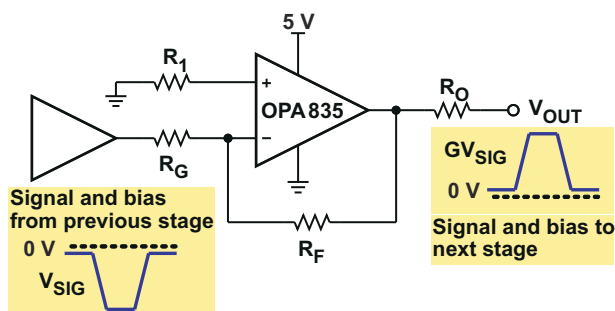 5 V
R1
+
OPA835
RO
VOUT
−
RG
GVSIG
Signal and bias
from previous stage
0 V
0 V
RF
Signal and bias to
next stage
VSIG